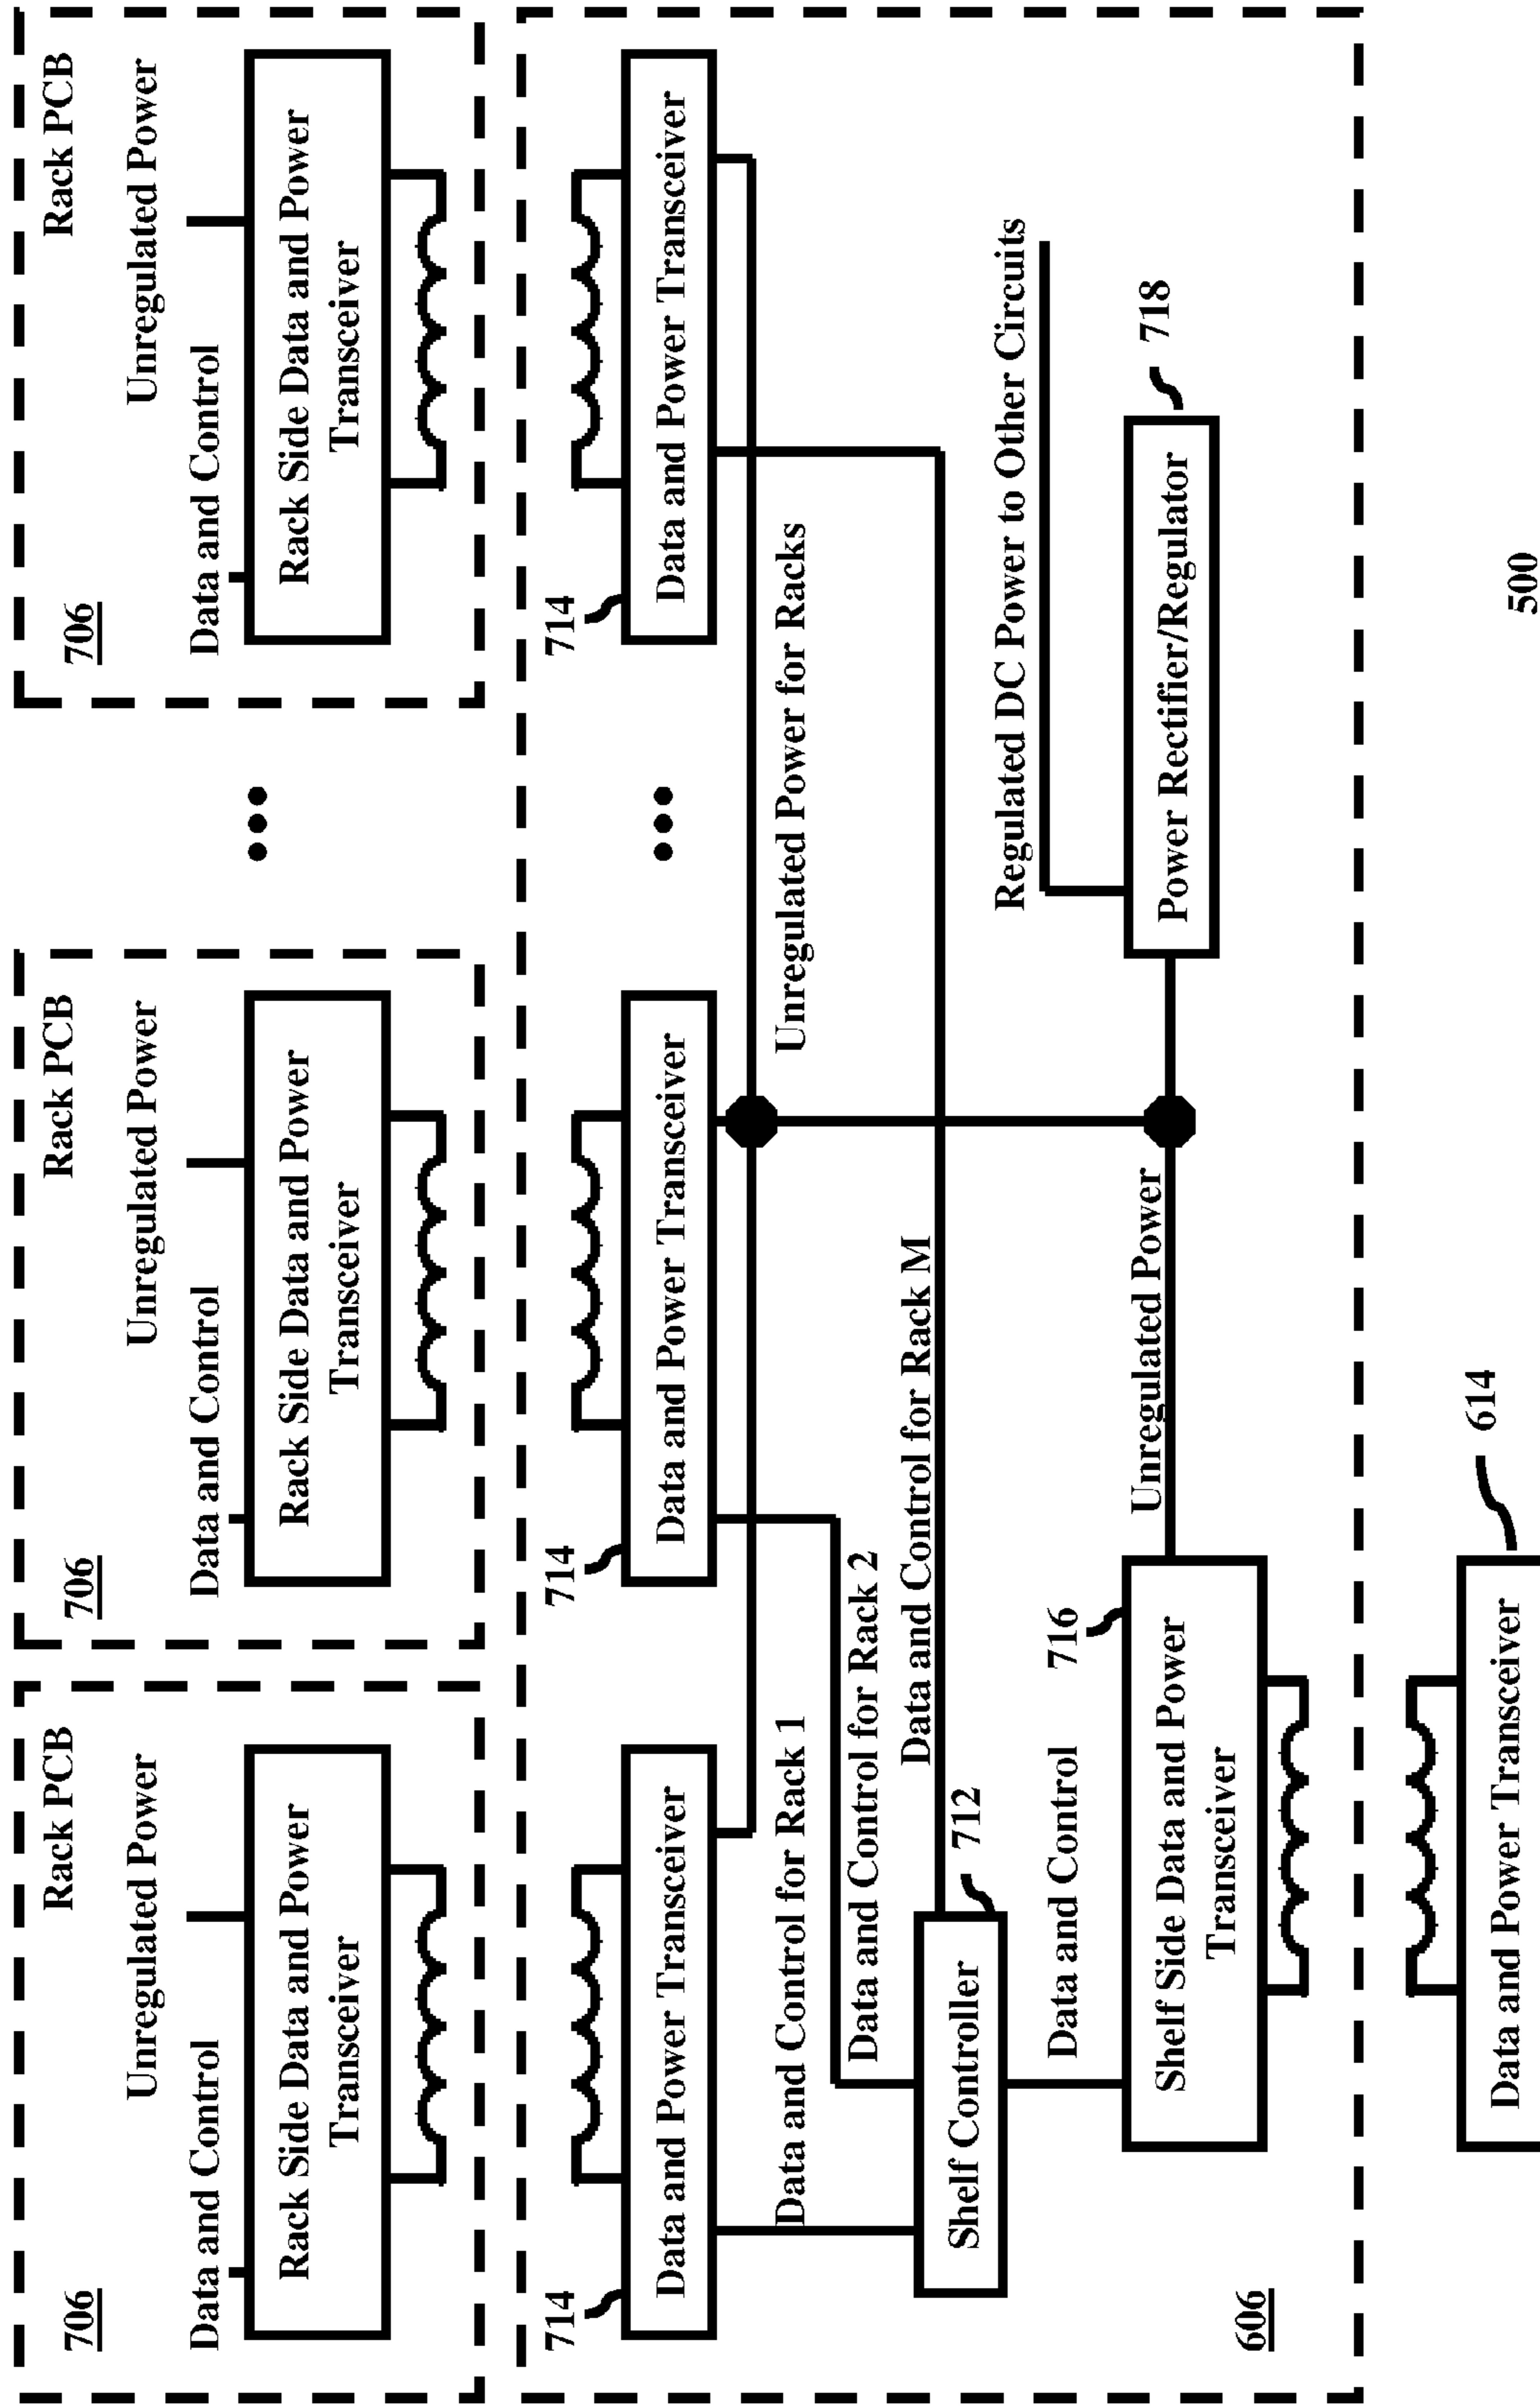 706
Rack PCB
Unregulated Power
Data and Control
Rack Side Data and Power
Transceiver
706
Rack PCB
Unregulated Power
Data and Control
Rack Side Data and Power
Transceiver
706
Rack PCB
Unregulated Power
Data and Control
Rack Side Data and Power
Transceiver
714
Data and Power Transceiver
714
Data and Power Transceiver
714
Data and Power Transceiver
Data and Control for Rack 1
Unregulated Power for Racks
Data and Control for Rack 2
Data and Control for Rack M
Shelf Controller
712
Regulated DC Power to Other Circuits
Data and Control
716
Unregulated Power
718
Shelf Side Data and Power
Transceiver
Power Rectifier/Regulator
606
614
Data and Power Transceiver
500